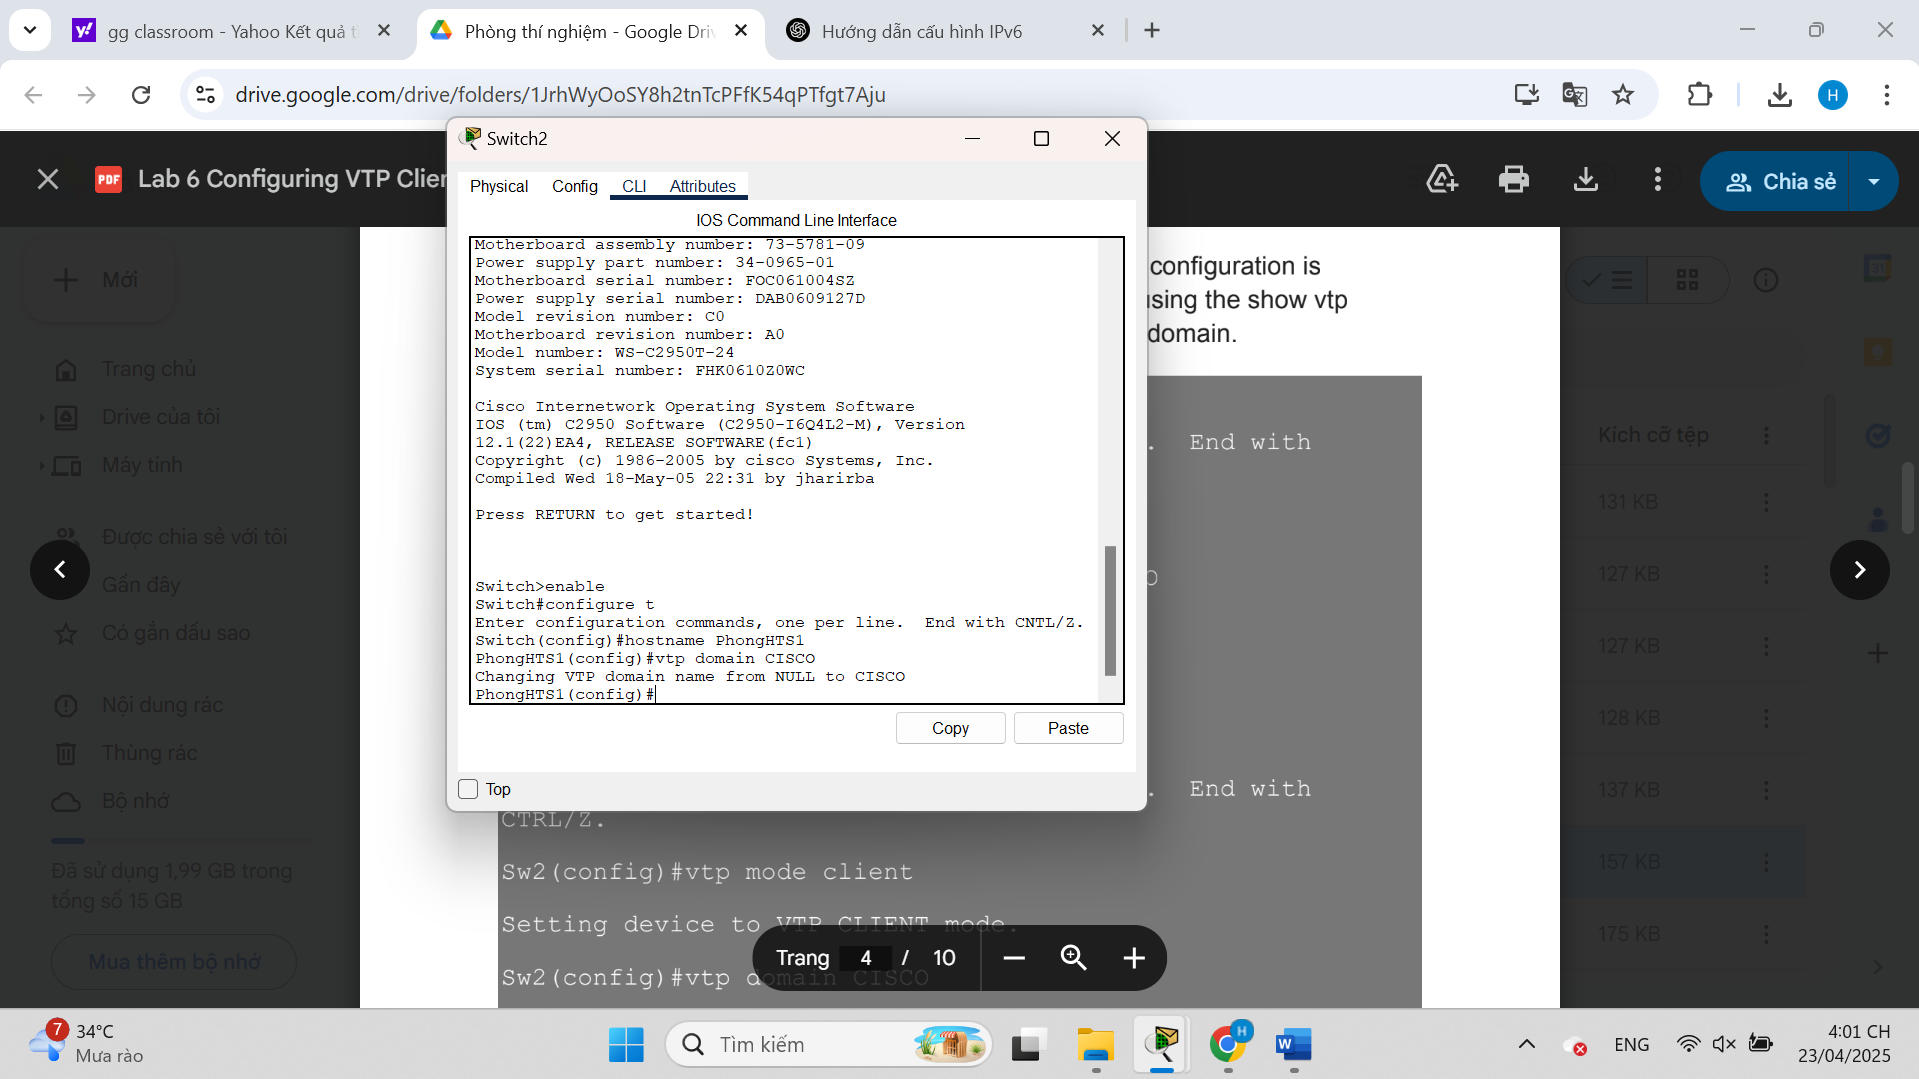 gg classroom - Yahoo Kết quả t
Phòng thí nghiệm - Google Driv
Hướng dẫn cấu hình IPv6
drive.google.com/drive/folders/1JrhWyOoSY8h2tnTcPFfK54qPTfgt7Aju
H
PDF
Lab 6 Configuring VTP Clien
Chia sẻ
Switch2
Physical Config CLI Attributes
IOS Command Line Interface
Motherboard assembly number: 73-5781-09
Power supply part number: 34-0965-01
Motherboard serial number: FOC061004SZ
Power supply serial number: DAB0609127D
Model revision number: C0
Motherboard revision number: A0
Model number: WS-C2950T-24
System serial number: FHK0610Z0WC
Cisco Internetwork Operating System Software
IOS (tm) C2950 Software (C2950-I6Q4L2-M), Version
12.1(22)EA4, RELEASE SOFTWARE(fc1)
Copyright (c) 1986-2005 by cisco Systems, Inc.
Compiled Wed 18-May-05 22:31 by jharirba
Press RETURN to get started!
Switch>enable
Switch#configure t
Enter configuration commands, one per line.  End with CNTL/Z.
Switch(config)#hostname PhongHTS1
PhongHTS1(config)#vtp domain CISCO
Changing VTP domain name from NULL to CISCO
PhongHTS1(config)#
Copy Paste
Top
configuration is
using the show vtp
domain.
. End with
. End with
CTRL/Z.
Sw2(config)#vtp mode client
Setting device to VTP CLIENT mode.
Sw2(config)#vtp domain CISCO
Trang 4 / 10
Mới
Trang chủ
Drive của tôi
Máy tính
Được chia sẻ với tôi
Gần đây
Có gắn dấu sao
Nội dung rác
Thùng rác
Bộ nhớ
Đã sử dụng 1,99 GB trong
tổng số 15 GB
Mua thêm bộ nhớ
31
Kích cỡ tệp
131 KB
127 KB
127 KB
128 KB
137 KB
157 KB
175 KB
7
34°C
Mưa rào
Tìm kiếm
H
W
ENG
4:01 CH
23/04/2025